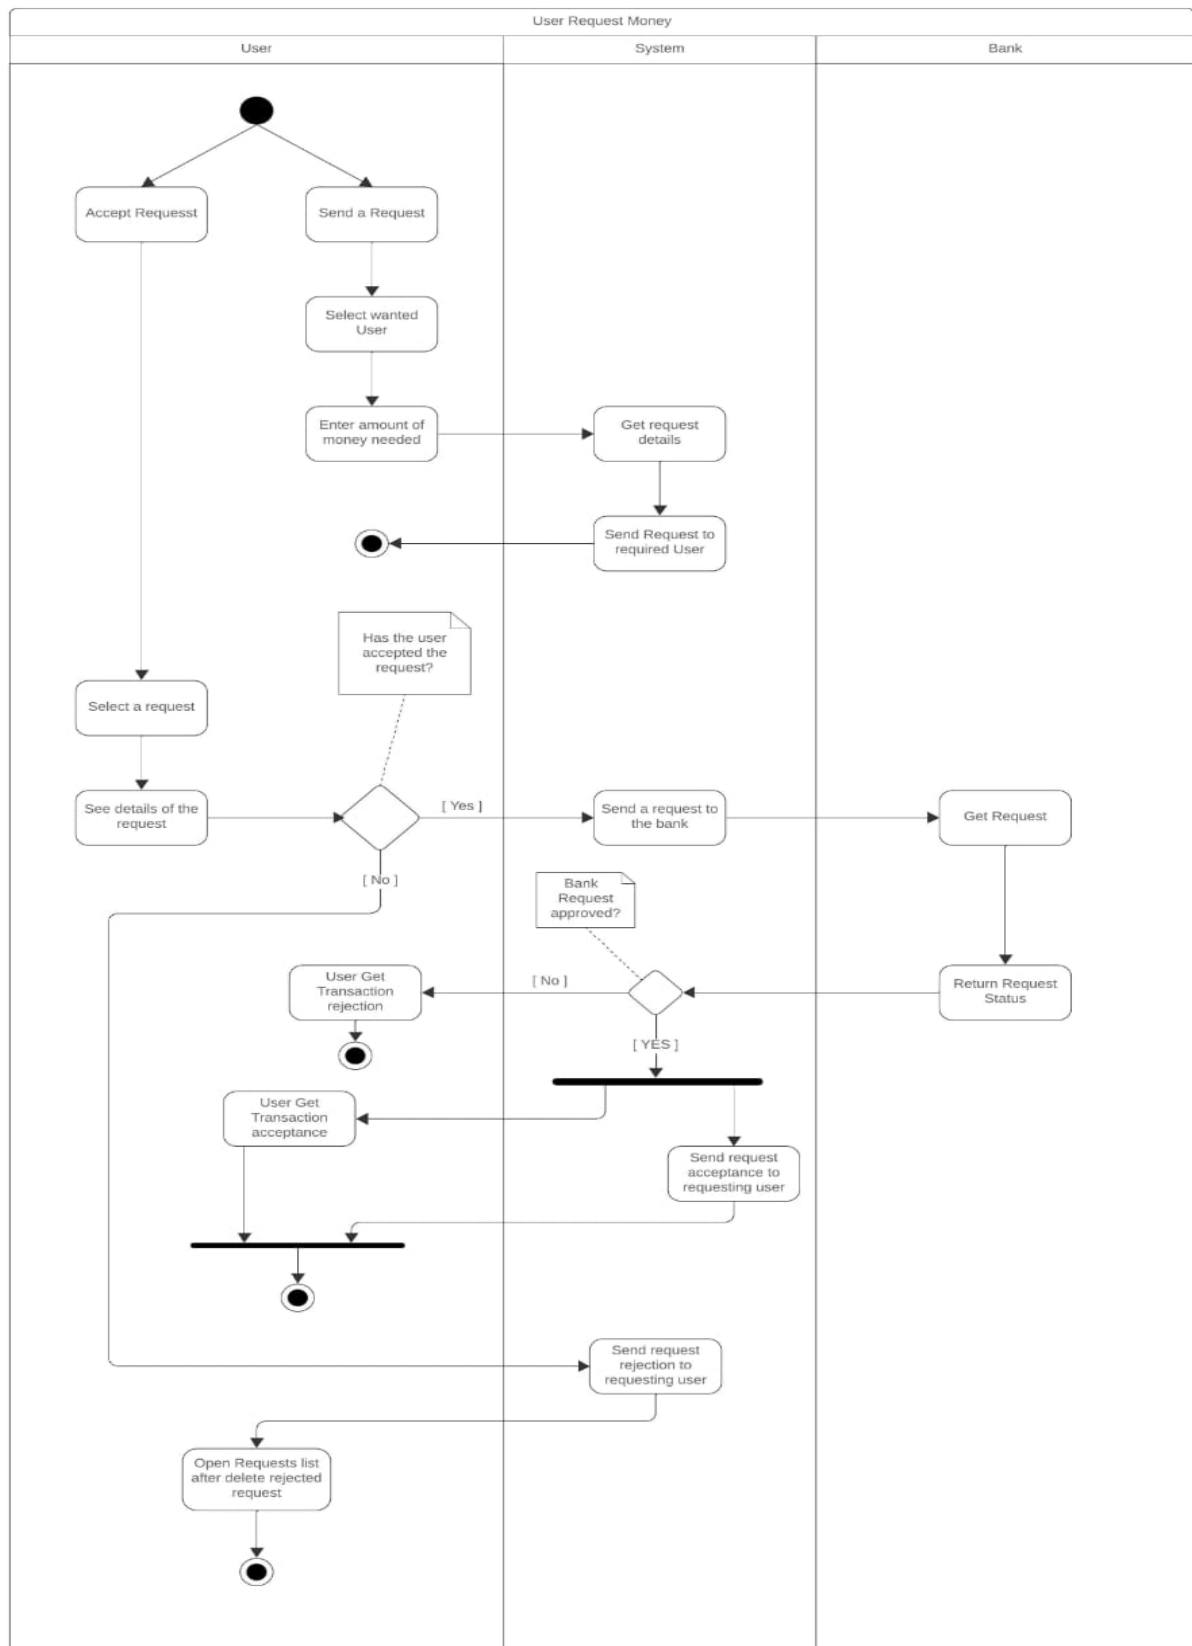 User Request Money
User
System
Bank
Accept Requesst
Send a Request
Select wanted
User
Enter amount of
money needed
Get request
details
Send Request to
required User
Has the user
accepted the
request?
Select a request
See details of the
request
[ Yes ]
Send a request to
the bank
Get Request
[ No ]
Bank
Request
approved?
User Get
Transaction
rejection
[ No ]
Return Request
Status
[ YES ]
User Get
Transaction
acceptance
Send request
acceptance to
requesting user
Send request
rejection to
requesting user
Open Requests list
after delete rejected
request